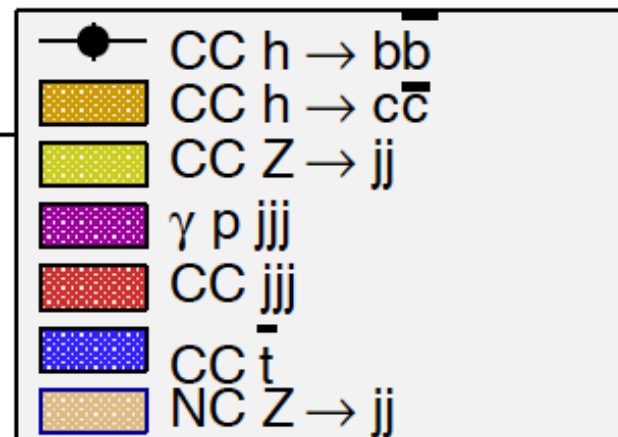 CC h → bb̅
CC h → cc̅
CC Z → jj
γ p jjj
CC jjj
CC t̅
NC Z → jj